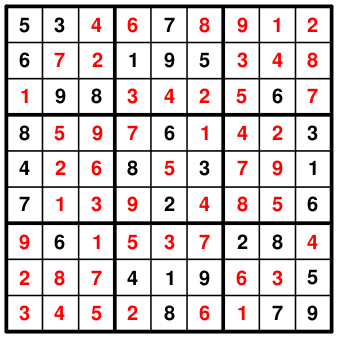 5 3 4 6 7 8 9 1 2
6 7 2 1 9 5 3 4 8
1 9 8 3 4 2 5 6 7
8 5 9 7 6 1 4 2 3
4 2 6 8 5 3 7 9 1
7 1 3 9 2 4 8 5 6
9 6 1 5 3 7 2 8 4
2 8 7 4 1 9 6 3 5
3 4 5 2 8 6 1 7 9